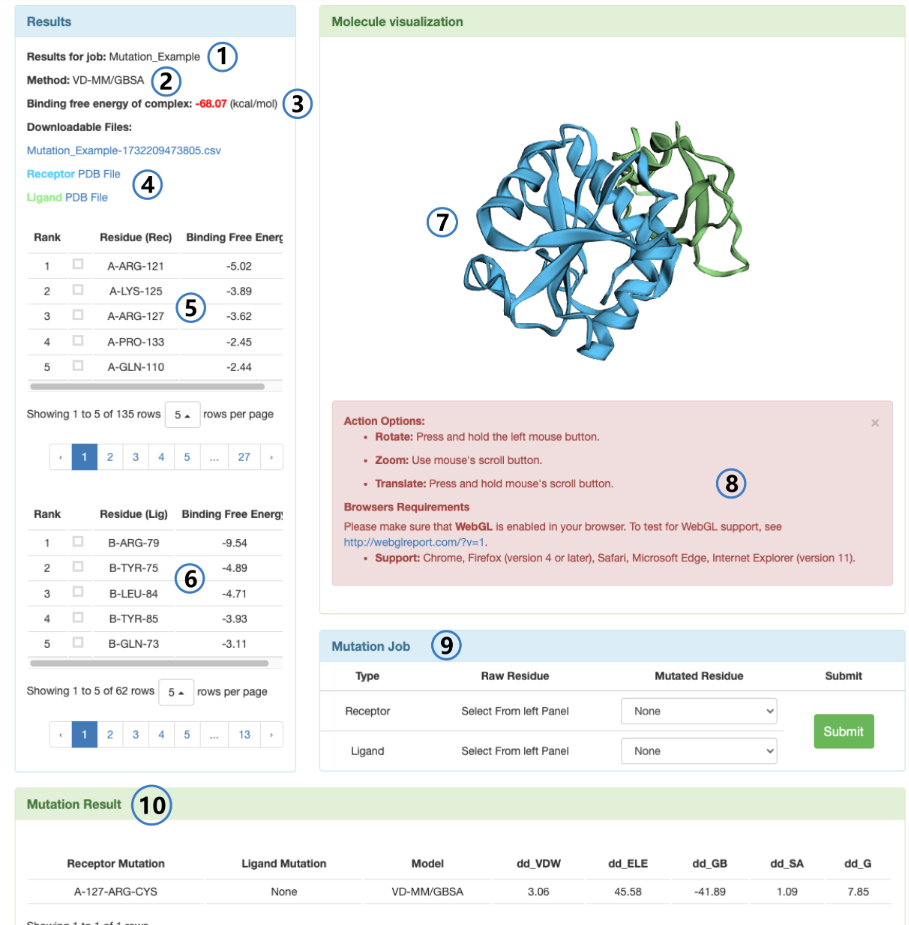 Results
Results for job: Mutation_Example 1
Method: VD-MM/GBSA 2
Binding free energy of complex: -68.07 (kcal/mol) 3
Downloadable Files:
Mutation_Example-1732209473805.csv
Receptor PDB File
4
Ligand PDB File
Rank Residue (Rec) Binding Free Energ
1 A-ARG-121 -5.02
2 A-LYS-125 -3.89
5
3 A-ARG-127 -3.62
4 A-PRO-133 -2.45
5 A-GLN-110 -2.44
Showing 1 to 5 of 135 rows 5 rows per page
‹ 1 2 3 4 5 ... 27 ›
Rank Residue (Lig) Binding Free Energy
1 B-ARG-79 -9.54
2 B-TYR-75 -4.89
6
3 B-LEU-84 -4.71
4 B-TYR-85 -3.93
5 B-GLN-73 -3.11
Showing 1 to 5 of 62 rows 5 rows per page
‹ 1 2 3 4 5 ... 13 ›
Molecule visualization
7
Action Options: ×
• Rotate: Press and hold the left mouse button.
• Zoom: Use mouse's scroll button.
• Translate: Press and hold mouse's scroll button.
8
Browsers Requirements
Please make sure that WebGL is enabled in your browser. To test for WebGL support, see
http://webglreport.com/?v=1.
• Support: Chrome, Firefox (version 4 or later), Safari, Microsoft Edge, Internet Explorer (version 11).
Mutation Job 9
Type Raw Residue Mutated Residue Submit
Receptor Select From left Panel None
Submit
Ligand Select From left Panel None
Mutation Result 10
Receptor Mutation Ligand Mutation Model dd_VDW dd_ELE dd_GB dd_SA dd_G
A-127-ARG-CYS None VD-MM/GBSA 3.06 45.58 -41.89 1.09 7.85
Showing 1 to 1 of 1 rows